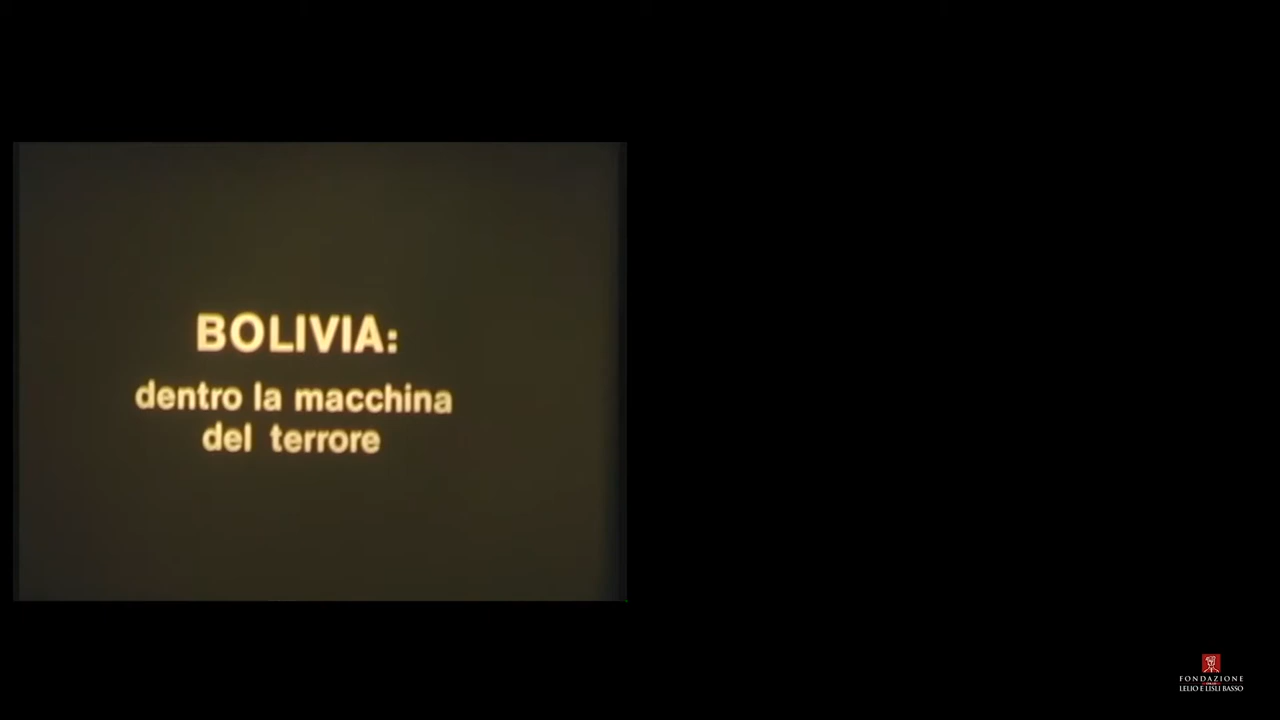 BOLIVIA:
dentro la macchina
del terrore
FONDAZIONE
LELIO E LISLI BASSO